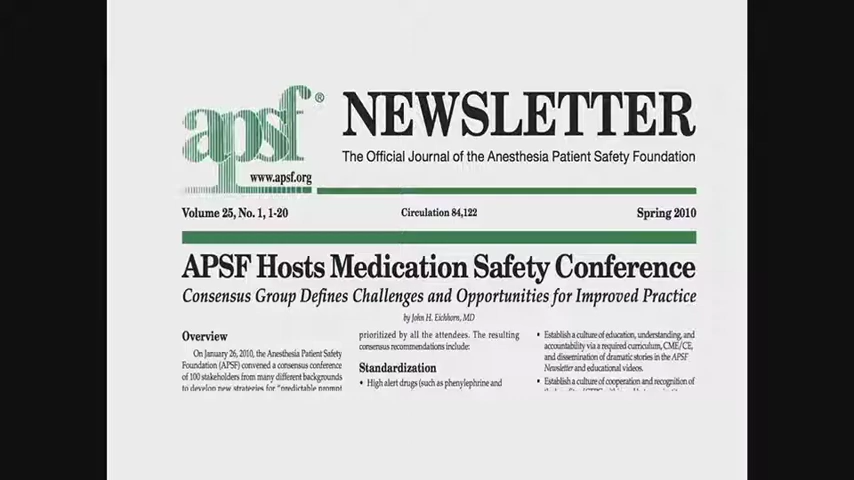 apsf®
www.apsf.org
NEWSLETTER
The Official Journal of the Anesthesia Patient Safety Foundation
Volume 25, No. 1, 1-20
Circulation 84,122
Spring 2010
APSF Hosts Medication Safety Conference
Consensus Group Defines Challenges and Opportunities for Improved Practice
by John H. Eichhorn, MD
Overview
On January 26, 2010, the Anesthesia Patient Safety
Foundation (APSF) convened a consensus conference
of 100 stakeholders from many different backgrounds
to develop new strategies for "predictable prompt
prioritized by all the attendees. The resulting
consensus recommendations include:
Standardization
• High alert drugs (such as phenylephrine and
• Establish a culture of education, understanding, and
accountability via a required curriculum, CME/CE,
and dissemination of dramatic stories in the APSF
Newsletter and educational videos.
• Establish a culture of cooperation and recognition of